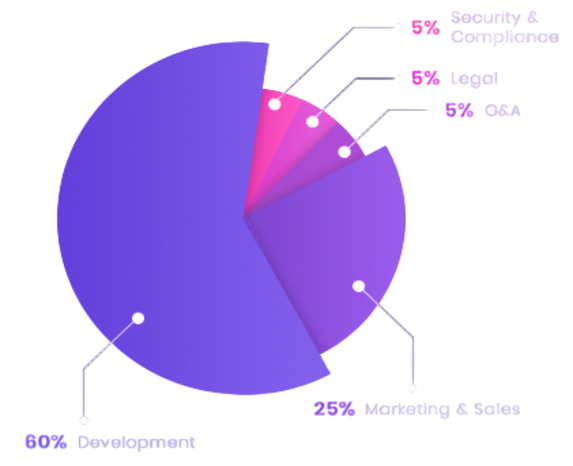 5% Security &
Compliance
5% Legal
5% G&A
25% Marketing & Sales
60% Development